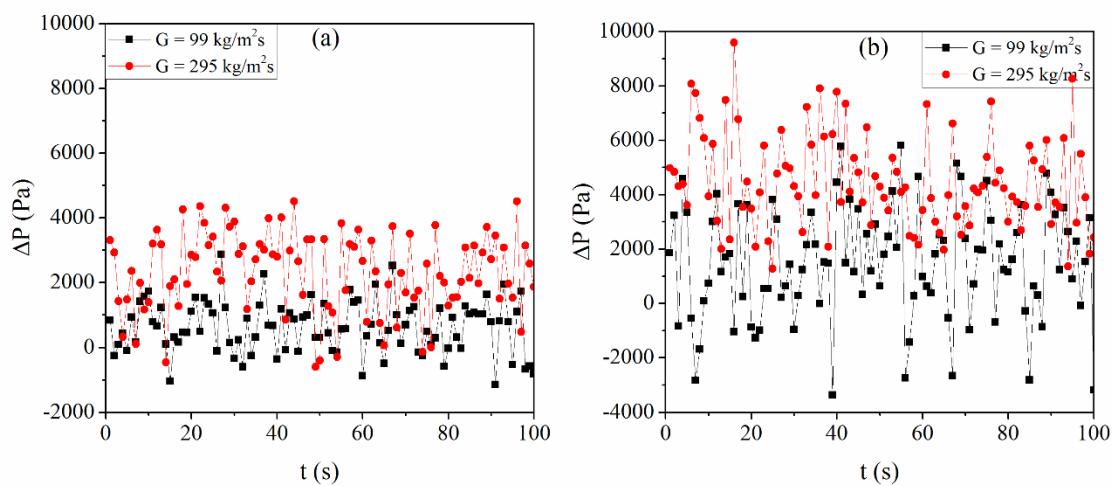 10000
8000
6000
4000
2000
0
-2000
ΔP (Pa)
0 20 40 60 80 100
t (s)
G = 99 kg/m²s
G = 295 kg/m²s
(a)
10000
8000
6000
4000
2000
0
-2000
-4000
ΔP (Pa)
0 20 40 60 80 100
t (s)
(b)
G = 99 kg/m²s
G = 295 kg/m²s